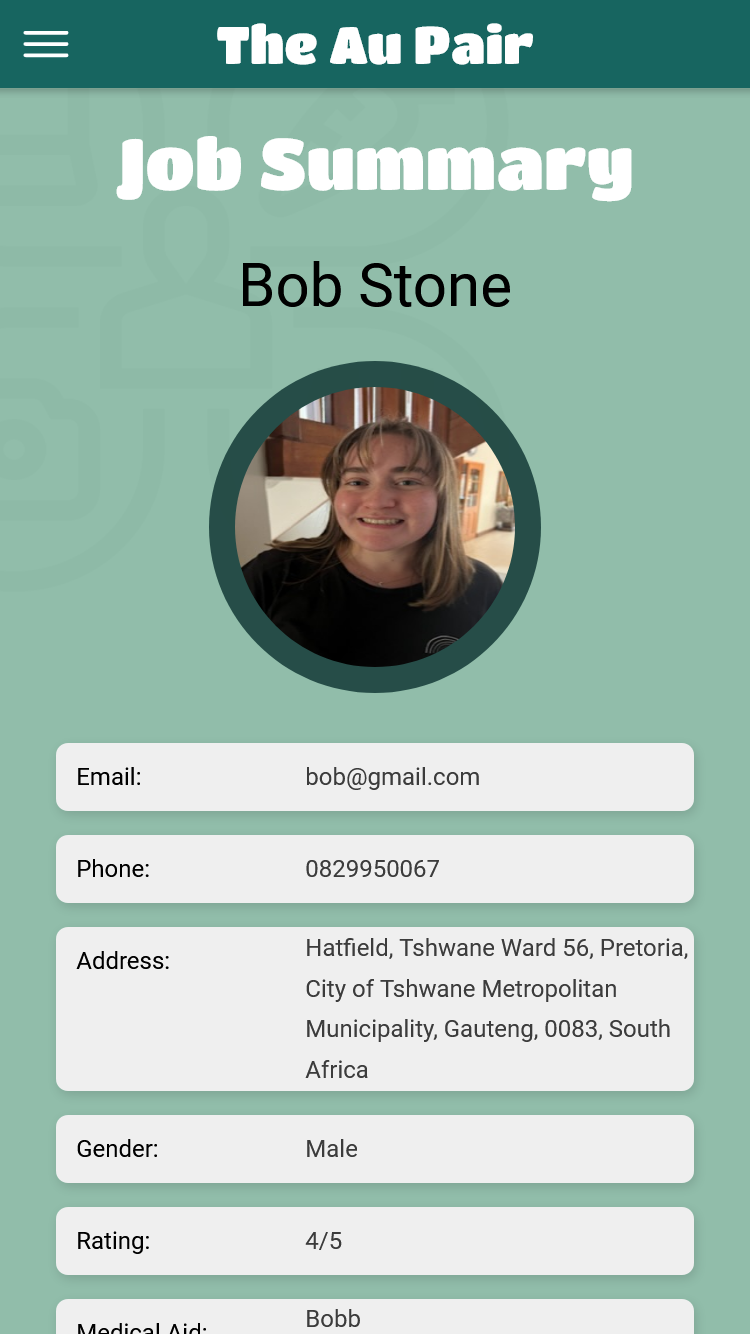 The Au Pair
Job Summary
Bob Stone
Email: bob@gmail.com
Phone: 0829950067
Address: Hatfield, Tshwane Ward 56, Pretoria,
City of Tshwane Metropolitan
Municipality, Gauteng, 0083, South
Africa
Gender: Male
Rating: 4/5
Medical Aid: Bobb